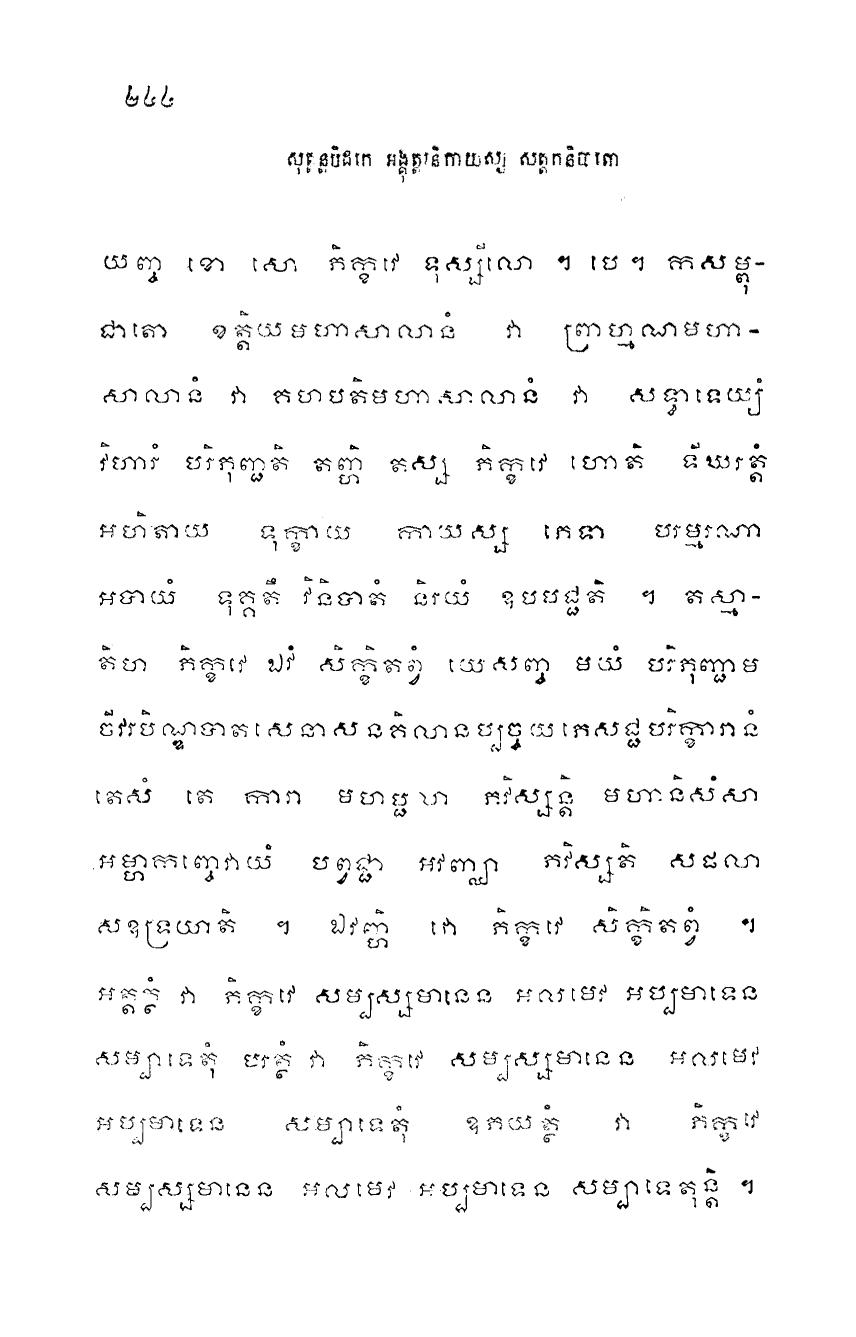 ២៤៤
សុត្តន្តបិដកេ អង្គុត្តរនិកាយស្ស សត្តកនិបាតោ
យញ្ច ខោ សោ ភិក្ខវេ ទុស្សីលោ ។ បេ ។ កសម្ពុ-
ជាតោ ខត្តិយមហាសាលានំ វា ព្រាហ្មណមហា-
សាលានំ វា គហបតិមហាសាលានំ វា សទ្ធាទេយ្យំ
វិហារំ បរិភុញ្ជតិ តញ្ហិ តស្ស ភិក្ខវេ ហោតិ ទីឃរត្តំ
អហិតាយ ទុក្ខាយ កាយស្ស ភេទា បរម្មរណា
អបាយំ ទុគ្គតឹ វិនិបាតំ និរយំ ឧបបជ្ជតិ ។ តស្មា-
តិហ ភិក្ខវេ ឯវំ សិក្ខិតព្វំ យេសញ្ច មយំ បរិភុញ្ជាម
ចីវរបិណ្ឌបាតសេនាសនគិលានប្បច្ចយភេសជ្ជបរិក្ខារានំ
តេសំ តេ ការា មហប្ផលា ភវិស្សន្តិ មហានិសំសា
អម្ហាកញ្ចេវាយំ បព្វជ្ជា អវញ្ឈា ភវិស្សតិ សផលា
សឧទ្រយាតិ ។ ឯវញ្ហិ វោ ភិក្ខវេ សិក្ខិតព្វំ ។
អត្តត្ថំ វា ភិក្ខវេ សម្បស្សមានេន អលមេវ អប្បមាទេន
សម្បាទេតុំ បរត្ថំ វា ភិក្ខវេ សម្បស្សមានេន អលមេវ
អប្បមាទេន សម្បាទេតុំ ឧភយត្ថំ វា ភិក្ខវេ
សម្បស្សមានេន អលមេវ អប្បមាទេន សម្បាទេតុន្តិ ។